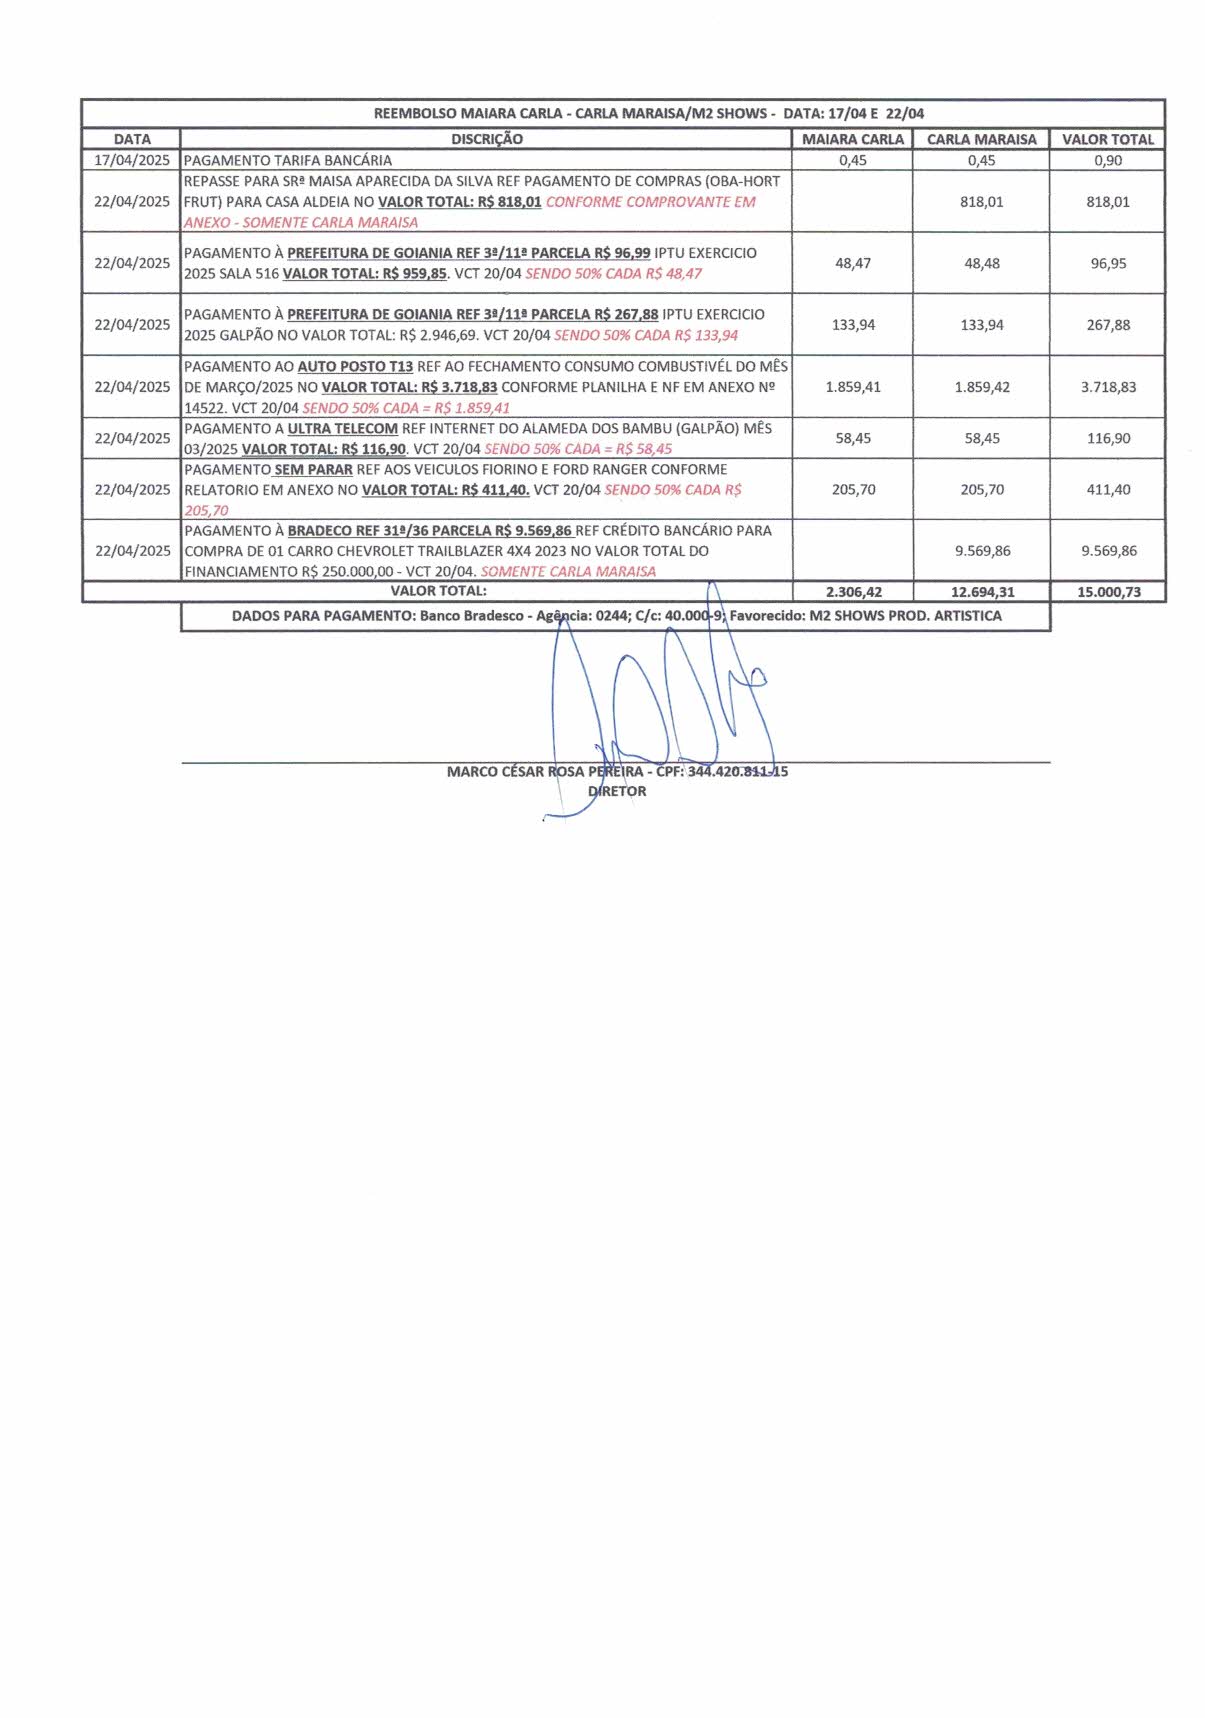 REEMBOLSO MAIARA CARLA - CARLA MARAISA/M2 SHOWS - DATA: 17/04 E 22/04
DATA DISCRIÇÃO MAIARA CARLA CARLA MARAISA VALOR TOTAL
17/04/2025 PAGAMENTO TARIFA BANCÁRIA 0,45 0,45 0,90
REPASSE PARA SRª MAISA APARECIDA DA SILVA REF PAGAMENTO DE COMPRAS (OBA-HORT
22/04/2025 FRUT) PARA CASA ALDEIA NO VALOR TOTAL: R$ 818,01 CONFORME COMPROVANTE EM 818,01 818,01
ANEXO - SOMENTE CARLA MARAISA
PAGAMENTO À PREFEITURA DE GOIANIA REF 3ª/11ª PARCELA R$ 96,99 IPTU EXERCICIO
22/04/2025 2025 SALA 516 VALOR TOTAL: R$ 959,85. VCT 20/04 SENDO 50% CADA R$ 48,47 48,47 48,48 96,95
PAGAMENTO À PREFEITURA DE GOIANIA REF 3ª/11ª PARCELA R$ 267,88 IPTU EXERCICIO
22/04/2025 2025 GALPÃO NO VALOR TOTAL: R$ 2.946,69. VCT 20/04 SENDO 50% CADA R$ 133,94 133,94 133,94 267,88
PAGAMENTO AO AUTO POSTO T13 REF AO FECHAMENTO CONSUMO COMBUSTIVÉL DO MÊS
22/04/2025 DE MARÇO/2025 NO VALOR TOTAL: R$ 3.718,83 CONFORME PLANILHA E NF EM ANEXO Nº 1.859,41 1.859,42 3.718,83
14522. VCT 20/04 SENDO 50% CADA = R$ 1.859,41
PAGAMENTO A ULTRA TELECOM REF INTERNET DO ALAMEDA DOS BAMBU (GALPÃO) MÊS
22/04/2025 03/2025 VALOR TOTAL: R$ 116,90. VCT 20/04 SENDO 50% CADA = R$ 58,45 58,45 58,45 116,90
PAGAMENTO SEM PARAR REF AOS VEICULOS FIORINO E FORD RANGER CONFORME
22/04/2025 RELATORIO EM ANEXO NO VALOR TOTAL: R$ 411,40. VCT 20/04 SENDO 50% CADA R$ 205,70 205,70 411,40
205,70
PAGAMENTO À BRADECO REF 31ª/36 PARCELA R$ 9.569,86 REF CRÉDITO BANCÁRIO PARA
22/04/2025 COMPRA DE 01 CARRO CHEVROLET TRAILBLAZER 4X4 2023 NO VALOR TOTAL DO 9.569,86 9.569,86
FINANCIAMENTO R$ 250.000,00 - VCT 20/04. SOMENTE CARLA MARAISA
VALOR TOTAL: 2.306,42 12.694,31 15.000,73
DADOS PARA PAGAMENTO: Banco Bradesco - Agência: 0244; C/c: 40.000-9; Favorecido: M2 SHOWS PROD. ARTISTICA
MARCO CÉSAR ROSA PEREIRA - CPF: 344.420.811-15
DIRETOR